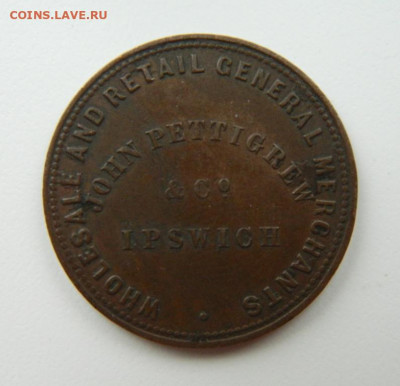 COINS.LAVE.RU
WHOLESALE AND RETAIL GENERAL MERCHANTS
JOHN PETTIGREW
& Co
IPSWICH